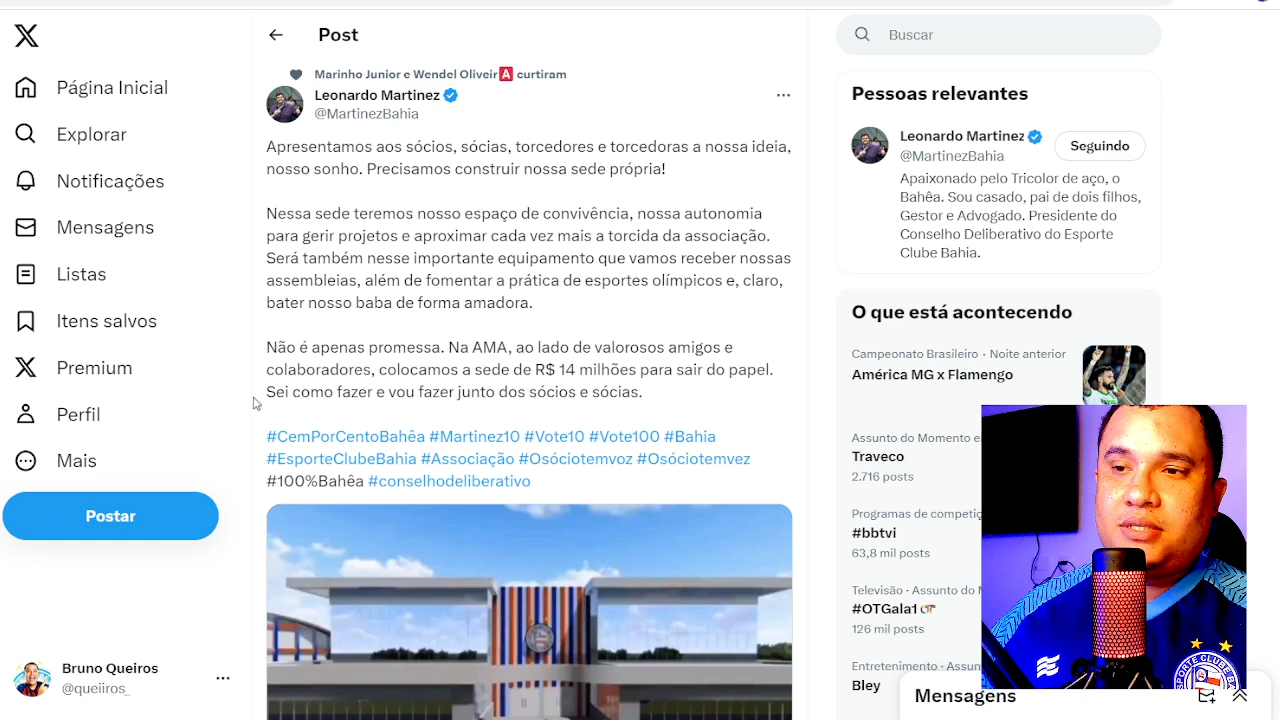 Post
Buscar
Página Inicial
Explorar
Notificações
Mensagens
Listas
Itens salvos
Premium
Perfil
Mais
Postar
Bruno Queiros
@queiiros_
Marinho Junior e Wendel Oliveir🅰 curtiram
Leonardo Martinez
@MartinezBahia
Apresentamos aos sócios, sócias, torcedores e torcedoras a nossa ideia,
nosso sonho. Precisamos construir nossa sede própria!
Nessa sede teremos nosso espaço de convivência, nossa autonomia
para gerir projetos e aproximar cada vez mais a torcida da associação.
Será também nesse importante equipamento que vamos receber nossas
assembleias, além de fomentar a prática de esportes olímpicos e, claro,
bater nosso baba de forma amadora.
Não é apenas promessa. Na AMA, ao lado de valorosos amigos e
colaboradores, colocamos a sede de R$ 14 milhões para sair do papel.
Sei como fazer e vou fazer junto dos sócios e sócias.
#CemPorCentoBahêa #Martinez10 #Vote10 #Vote100 #Bahia
#EsporteClubeBahia #Associação #Osóciotemvoz #Osóciotemvez
#100%Bahêa #conselhodeliberativo
Pessoas relevantes
Leonardo Martinez
@MartinezBahia
Seguindo
Apaixonado pelo Tricolor de aço, o
Bahêa. Sou casado, pai de dois filhos,
Gestor e Advogado. Presidente do
Conselho Deliberativo do Esporte
Clube Bahia.
O que está acontecendo
Campeonato Brasileiro · Noite anterior
América MG x Flamengo
Assunto do Momento e
Traveco
2.716 posts
Programas de competiç
#bbtvi
63,8 mil posts
Televisão · Assunto do M
#OTGala1
126 mil posts
Entretenimento · Assun
Bley
Mensagens